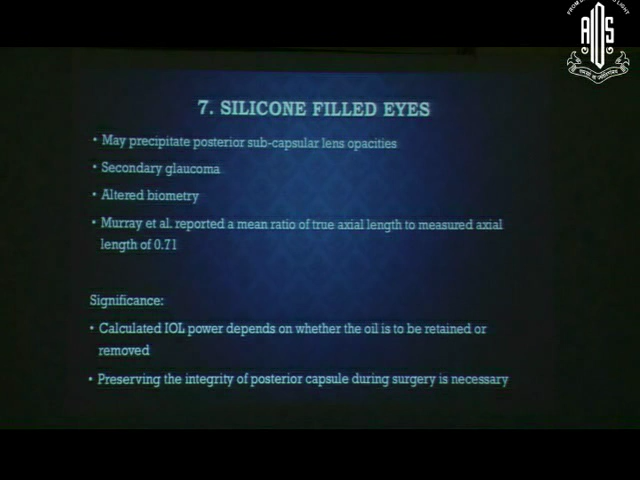 AIOS
7. SILICONE FILLED EYES
• May precipitate posterior sub-capsular lens opacities
• Secondary glaucoma
• Altered biometry
• Murray et al. reported a mean ratio of true axial length to measured axial
length of 0.71
Significance:
• Calculated IOL power depends on whether the oil is to be retained or
removed
• Preserving the integrity of posterior capsule during surgery is necessary